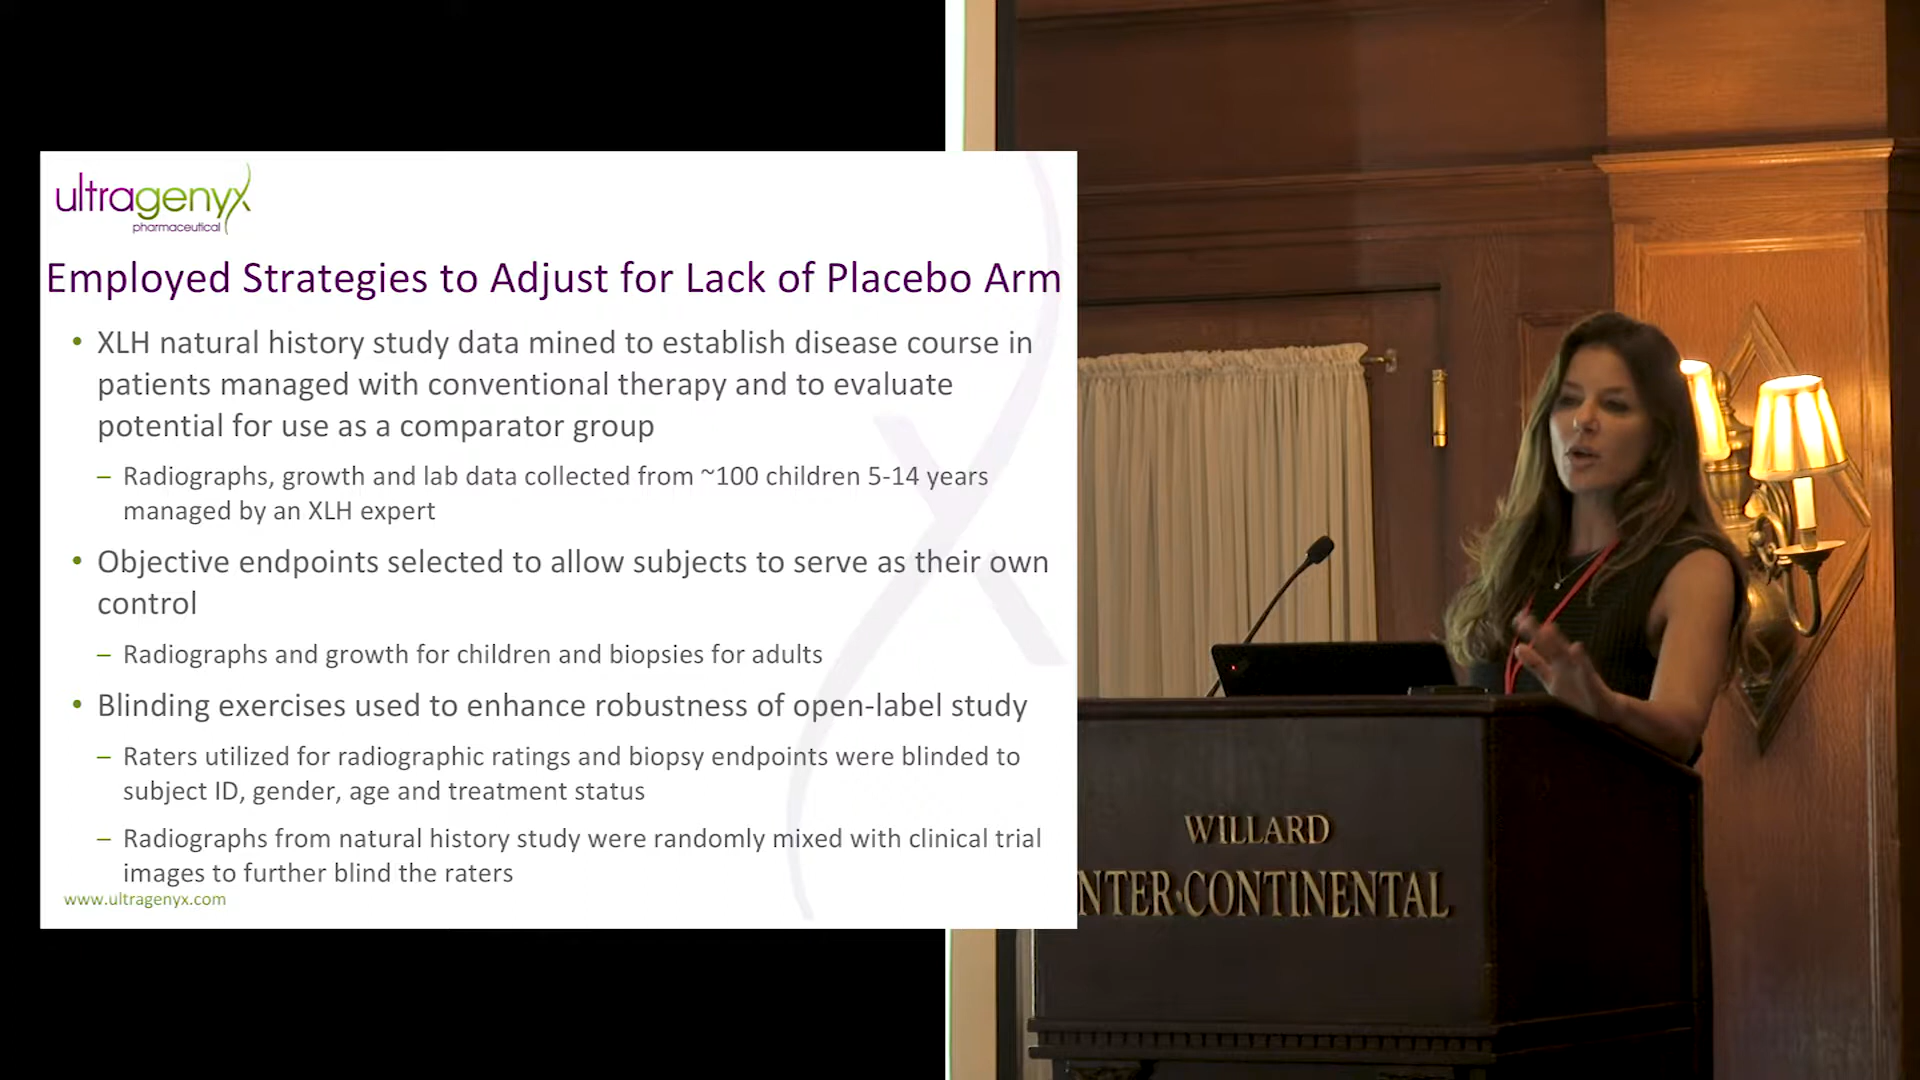 ultragenyx
pharmaceutical
Employed Strategies to Adjust for Lack of Placebo Arm
• XLH natural history study data mined to establish disease course in
patients managed with conventional therapy and to evaluate
potential for use as a comparator group
– Radiographs, growth and lab data collected from ~100 children 5-14 years
managed by an XLH expert
• Objective endpoints selected to allow subjects to serve as their own
control
– Radiographs and growth for children and biopsies for adults
• Blinding exercises used to enhance robustness of open-label study
– Raters utilized for radiographic ratings and biopsy endpoints were blinded to
subject ID, gender, age and treatment status
– Radiographs from natural history study were randomly mixed with clinical trial
images to further blind the raters
www.ultragenyx.com
WILLARD
NTER·CONTINENTAL